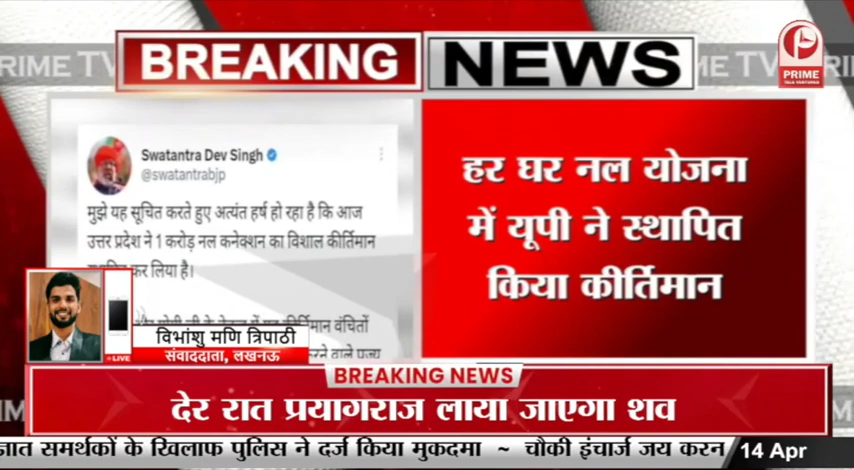 BREAKING NEWS
PRIME TV
PRIME
Swatantra Dev Singh
@swatantrabjp
मुझे यह सूचित करते हुए अत्यंत हर्ष हो रहा है कि आज
उत्तर प्रदेश ने 1 करोड़ नल कनेक्शन का विशाल कीर्तिमान
कर लिया है।
वंचितों
करने वाले पूज्य
हर घर नल योजना
में यूपी ने स्थापित
किया कीर्तिमान
LIVE
विभांशु मणि त्रिपाठी
संवाददाता, लखनऊ
BREAKING NEWS
देर रात प्रयागराज लाया जाएगा शव
ज्ञात समर्थकों के खिलाफ पुलिस ने दर्ज किया मुकदमा ~ चौकी इंचार्ज जय करन
14 Apr